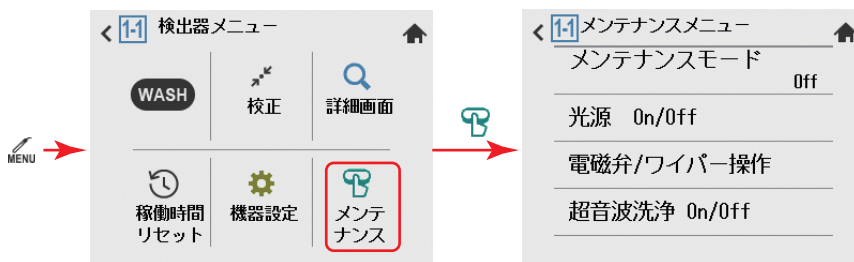 MENU
1-1 検出器メニュー
WASH
校正
詳細画面
稼働時間
リセット
機器設定
メンテ
ナンス
1-1 メンテナンスメニュー
メンテナンスモード
Off
光源 On/Off
電磁弁/ワイパー操作
超音波洗浄 On/Off